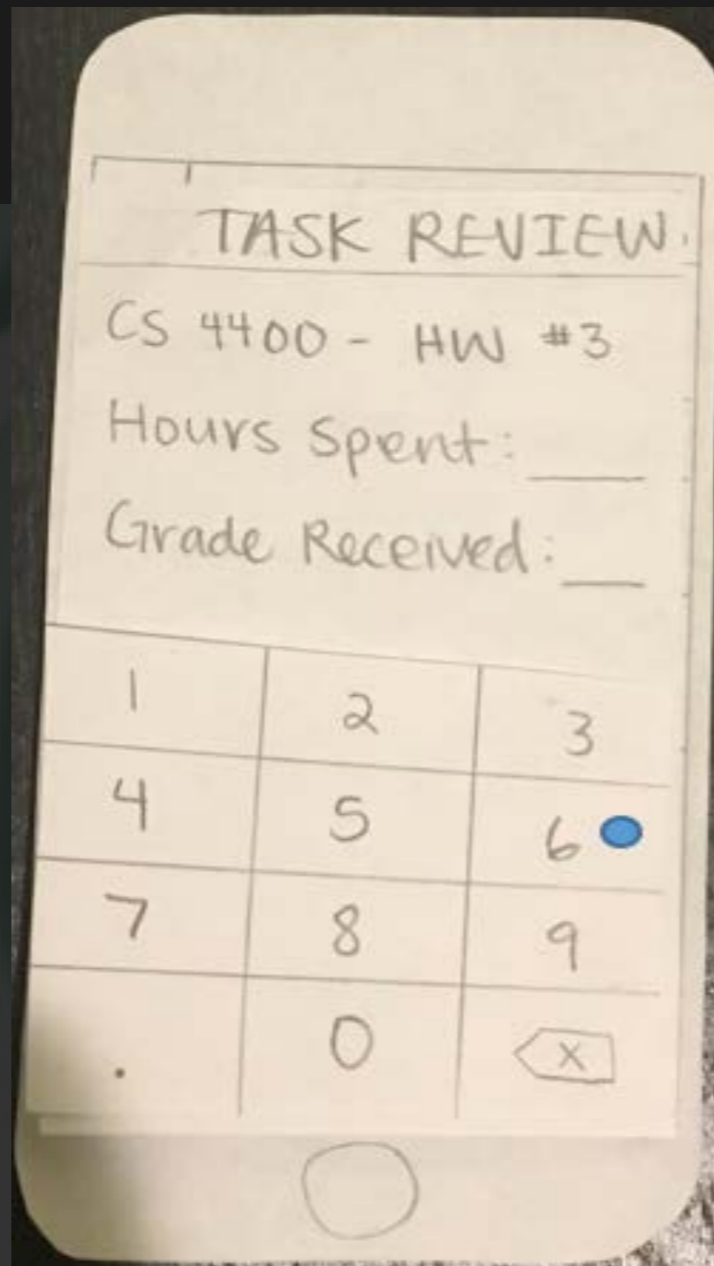 TASK REVIEW
CS 4400 - HW #3
Hours Spent: ___
Grade Received: ___
1 2 3
4 5 6
7 8 9
. 0 X